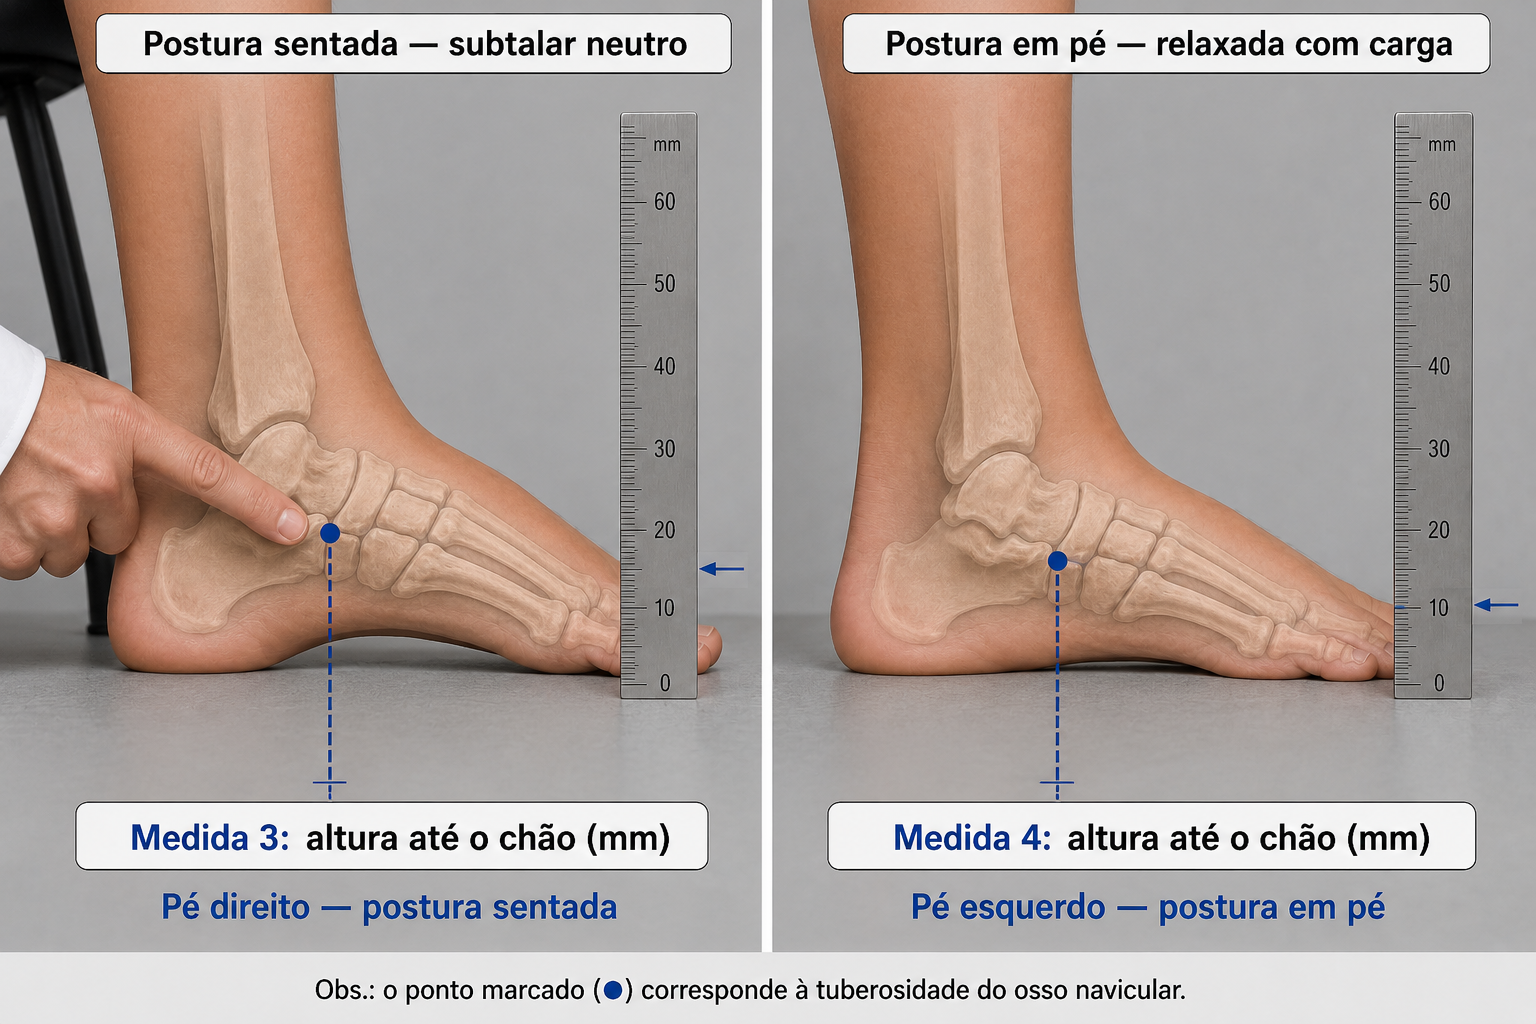 Postura sentada — subtalar neutro
Postura em pé — relaxada com carga
mm
60
50
40
30
20
10
0
mm
60
50
40
30
20
10
0
Medida 3: altura até o chão (mm)
Medida 4: altura até o chão (mm)
Pé direito — postura sentada
Pé esquerdo — postura em pé
Obs.: o ponto marcado (●) corresponde à tuberosidade do osso navicular.